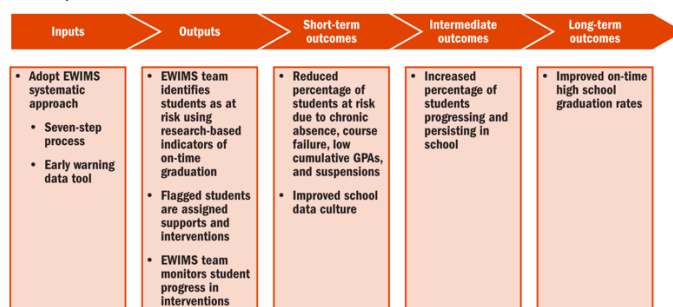 Inputs
Outputs
Short-term
outcomes
Intermediate
outcomes
Long-term
outcomes
• Adopt EWIMS
systematic
approach
• Seven-step
process
• Early warning
data tool
• EWIMS team
identifies
students as at
risk using
research-based
indicators of
on-time
graduation
• Flagged students
are assigned
supports and
interventions
• EWIMS team
monitors student
progress in
interventions
• Reduced
percentage of
students at risk
due to chronic
absence, course
failure, low
cumulative GPAs,
and suspensions
• Improved school
data culture
• Increased
percentage of
students
progressing and
persisting in
school
• Improved on-time
high school
graduation rates